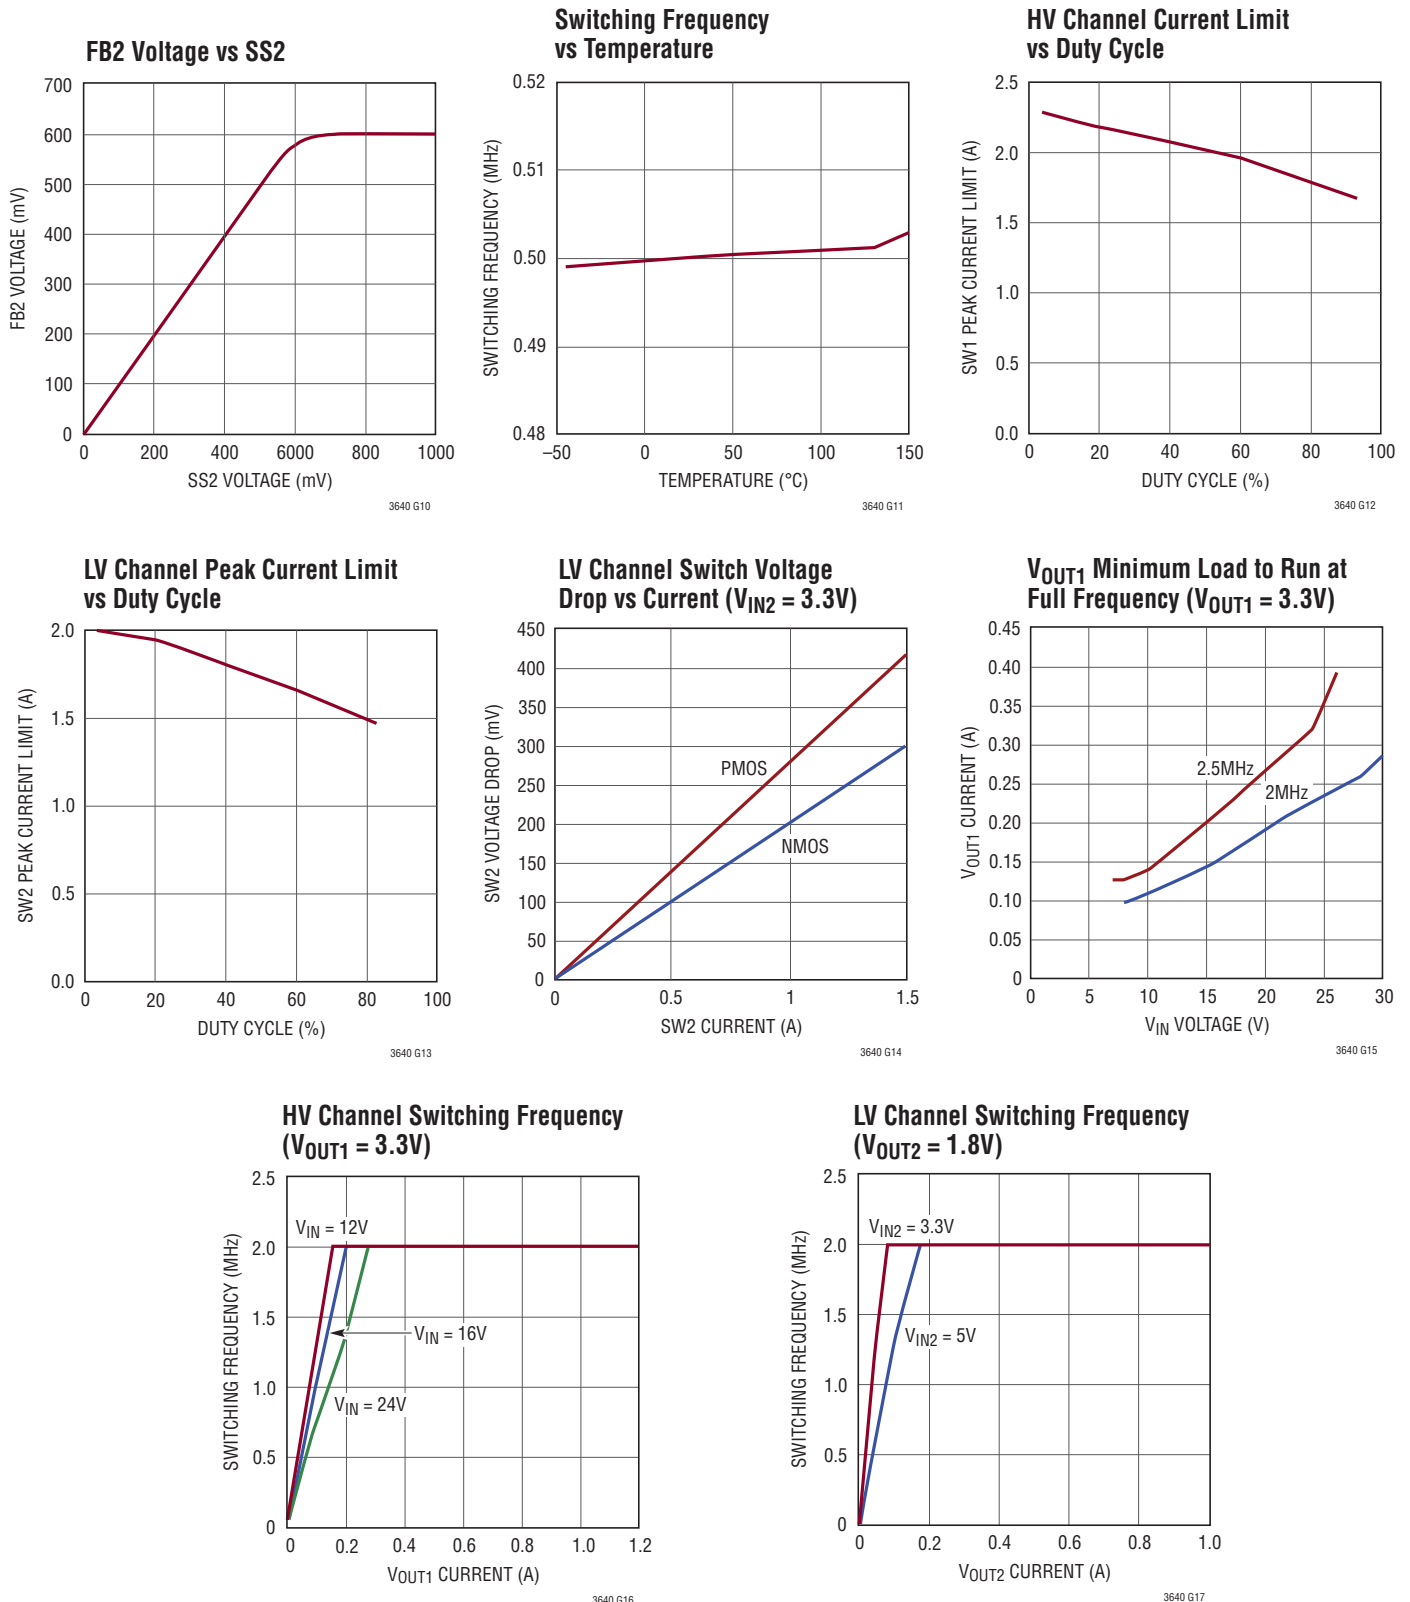 FB2 Voltage vs SS2
700
600
500
400
300
200
100
0
FB2 VOLTAGE (mV)
0 200 400 6000 800 1000
SS2 VOLTAGE (mV)
3640 G10
Switching Frequency
vs Temperature
0.52
0.51
0.50
0.49
0.48
SWITCHING FREQUENCY (MHz)
–50 0 50 100 150
TEMPERATURE (°C)
3640 G11
HV Channel Current Limit
vs Duty Cycle
2.5
2.0
1.5
1.0
0.5
0.0
SW1 PEAK CURRENT LIMIT (A)
0 20 40 60 80 100
DUTY CYCLE (%)
3640 G12
LV Channel Peak Current Limit
vs Duty Cycle
2.0
1.5
1.0
0.5
0.0
SW2 PEAK CURRENT LIMIT (A)
0 20 40 60 80 100
DUTY CYCLE (%)
3640 G13
LV Channel Switch Voltage
Drop vs Current (VIN2 = 3.3V)
450
400
350
300
250
200
150
100
50
0
SW2 VOLTAGE DROP (mV)
PMOS
NMOS
0 0.5 1 1.5
SW2 CURRENT (A)
3640 G14
VOUT1 Minimum Load to Run at
Full Frequency (VOUT1 = 3.3V)
0.45
0.40
0.35
0.30
0.25
0.20
0.15
0.10
0.05
0
VOUT1 CURRENT (A)
2.5MHz
2MHz
0 5 10 15 20 25 30
VIN VOLTAGE (V)
3640 G15
HV Channel Switching Frequency
(VOUT1 = 3.3V)
2.5
2.0
1.5
1.0
0.5
0
SWITCHING FREQUENCY (MHz)
VIN = 12V
VIN = 16V
VIN = 24V
0 0.2 0.4 0.6 0.8 1.0 1.2
VOUT1 CURRENT (A)
3640 G16
LV Channel Switching Frequency
(VOUT2 = 1.8V)
2.5
2.0
1.5
1.0
0.5
0
SWITCHING FREQUENCY (MHz)
VIN2 = 3.3V
VIN2 = 5V
0 0.2 0.4 0.6 0.8 1.0
VOUT2 CURRENT (A)
3640 G17